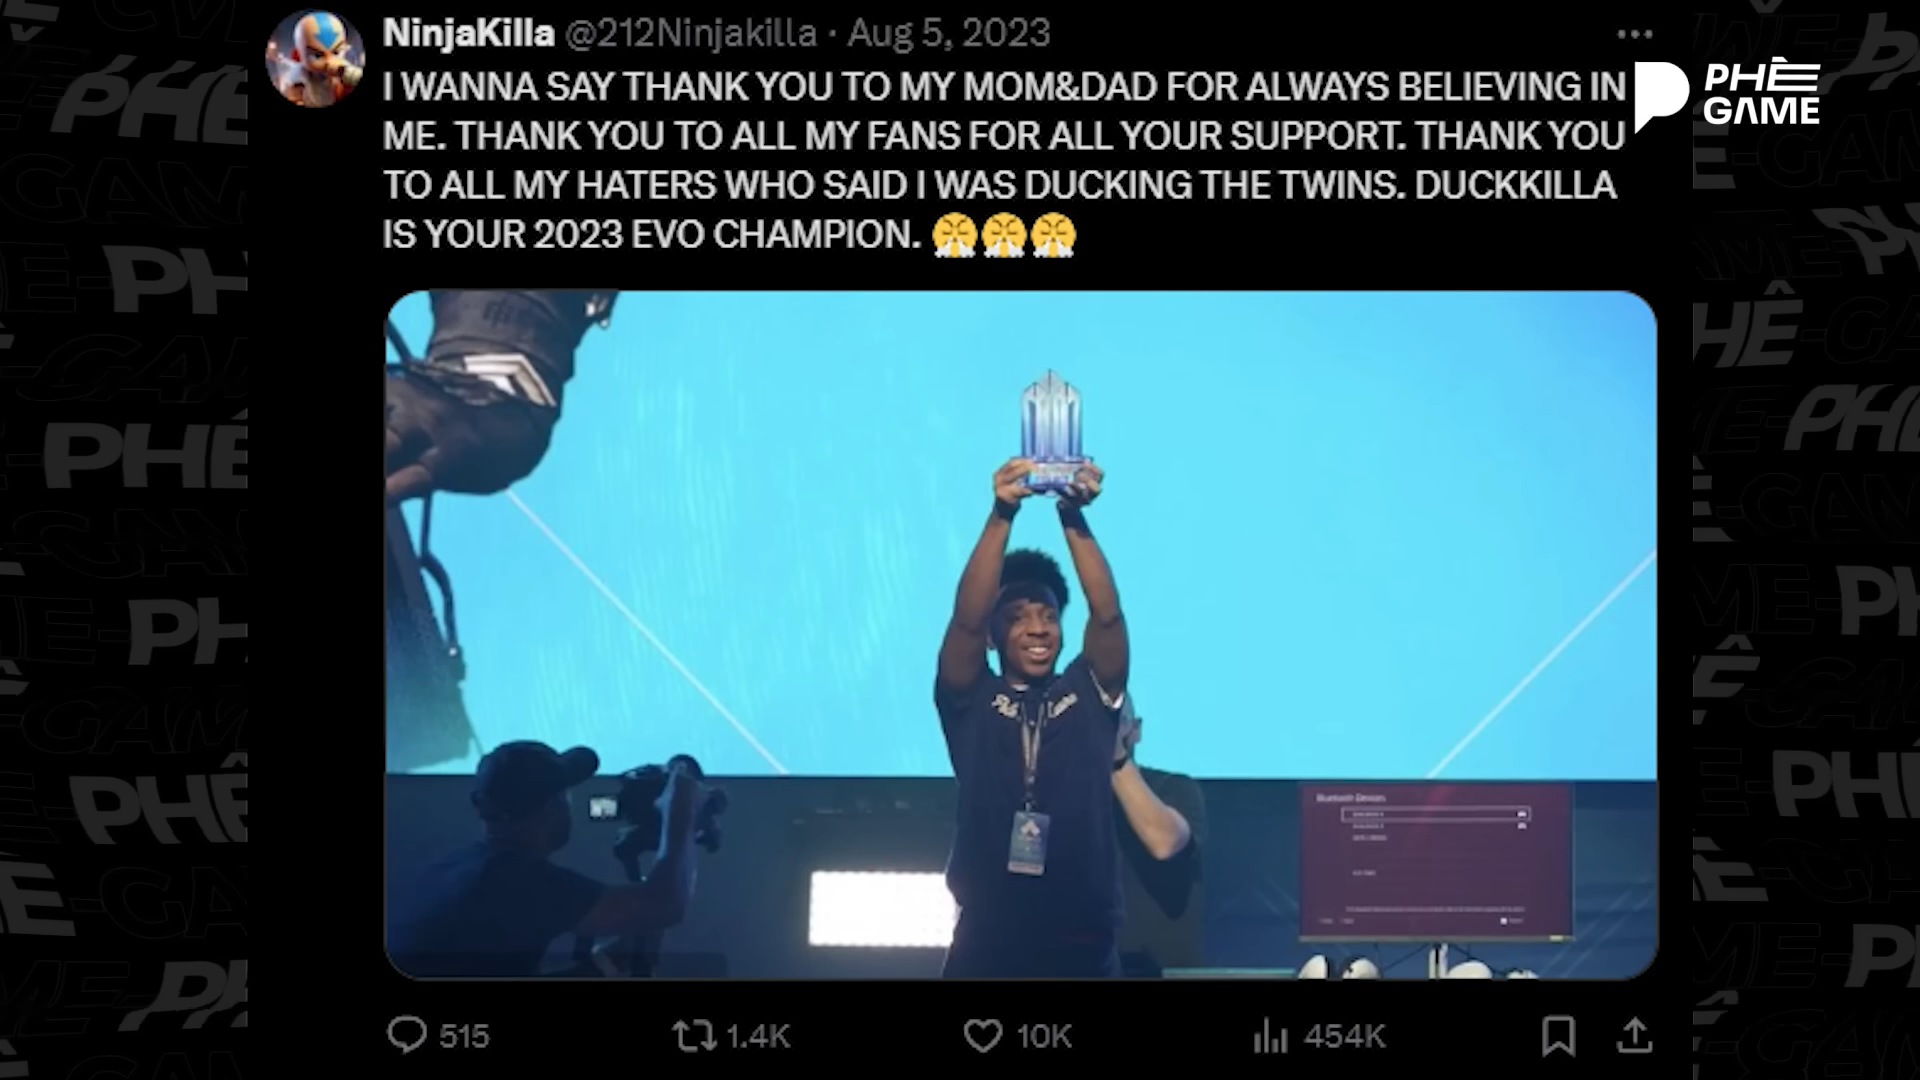 NinjaKilla @212Ninjakilla · Aug 5, 2023
I WANNA SAY THANK YOU TO MY MOM&DAD FOR ALWAYS BELIEVING IN
ME. THANK YOU TO ALL MY FANS FOR ALL YOUR SUPPORT. THANK YOU
TO ALL MY HATERS WHO SAID I WAS DUCKING THE TWINS. DUCKKILLA
IS YOUR 2023 EVO CHAMPION. 😤😤😤
PHÊ
GAME
Bluetooth Devices
515 1.4K 10K 454K